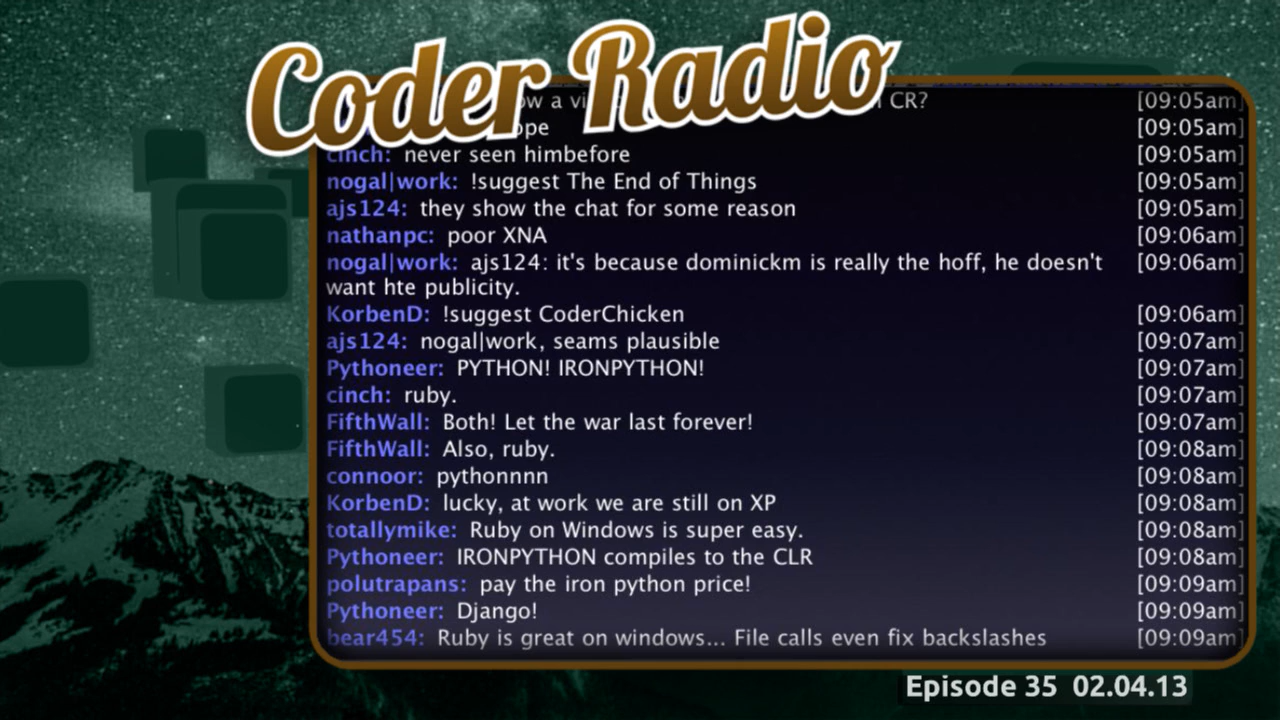 Coder Radio
ow a vi CR? [09:05am]
ope [09:05am]
cinch: never seen himbefore [09:05am]
nogal|work: !suggest The End of Things [09:05am]
ajs124: they show the chat for some reason [09:05am]
nathanpc: poor XNA [09:06am]
nogal|work: ajs124: it's because dominickm is really the hoff, he doesn't [09:06am]
want hte publicity.
KorbenD: !suggest CoderChicken [09:06am]
ajs124: nogal|work, seams plausible [09:07am]
Pythoneer: PYTHON! IRONPYTHON! [09:07am]
cinch: ruby. [09:07am]
FifthWall: Both! Let the war last forever! [09:07am]
FifthWall: Also, ruby. [09:08am]
connoor: pythonnnn [09:08am]
KorbenD: lucky, at work we are still on XP [09:08am]
totallymike: Ruby on Windows is super easy. [09:08am]
Pythoneer: IRONPYTHON compiles to the CLR [09:08am]
polutrapans: pay the iron python price! [09:09am]
Pythoneer: Django! [09:09am]
bear454: Ruby is great on windows... File calls even fix backslashes [09:09am]
Episode 35 02.04.13